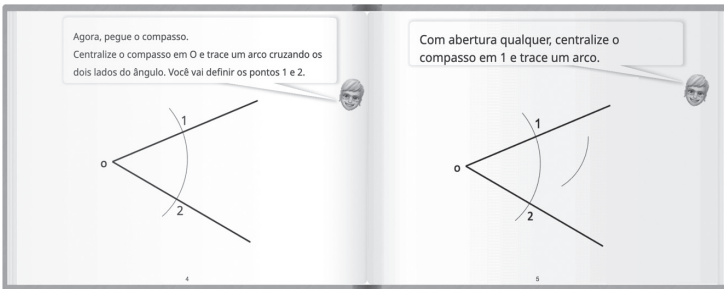 Agora, pegue o compasso.
Centralize o compasso em O e trace um arco cruzando os
dois lados do ângulo. Você vai definir os pontos 1 e 2.
1
O
2
4
Com abertura qualquer, centralize o
compasso em 1 e trace um arco.
1
O
2
5